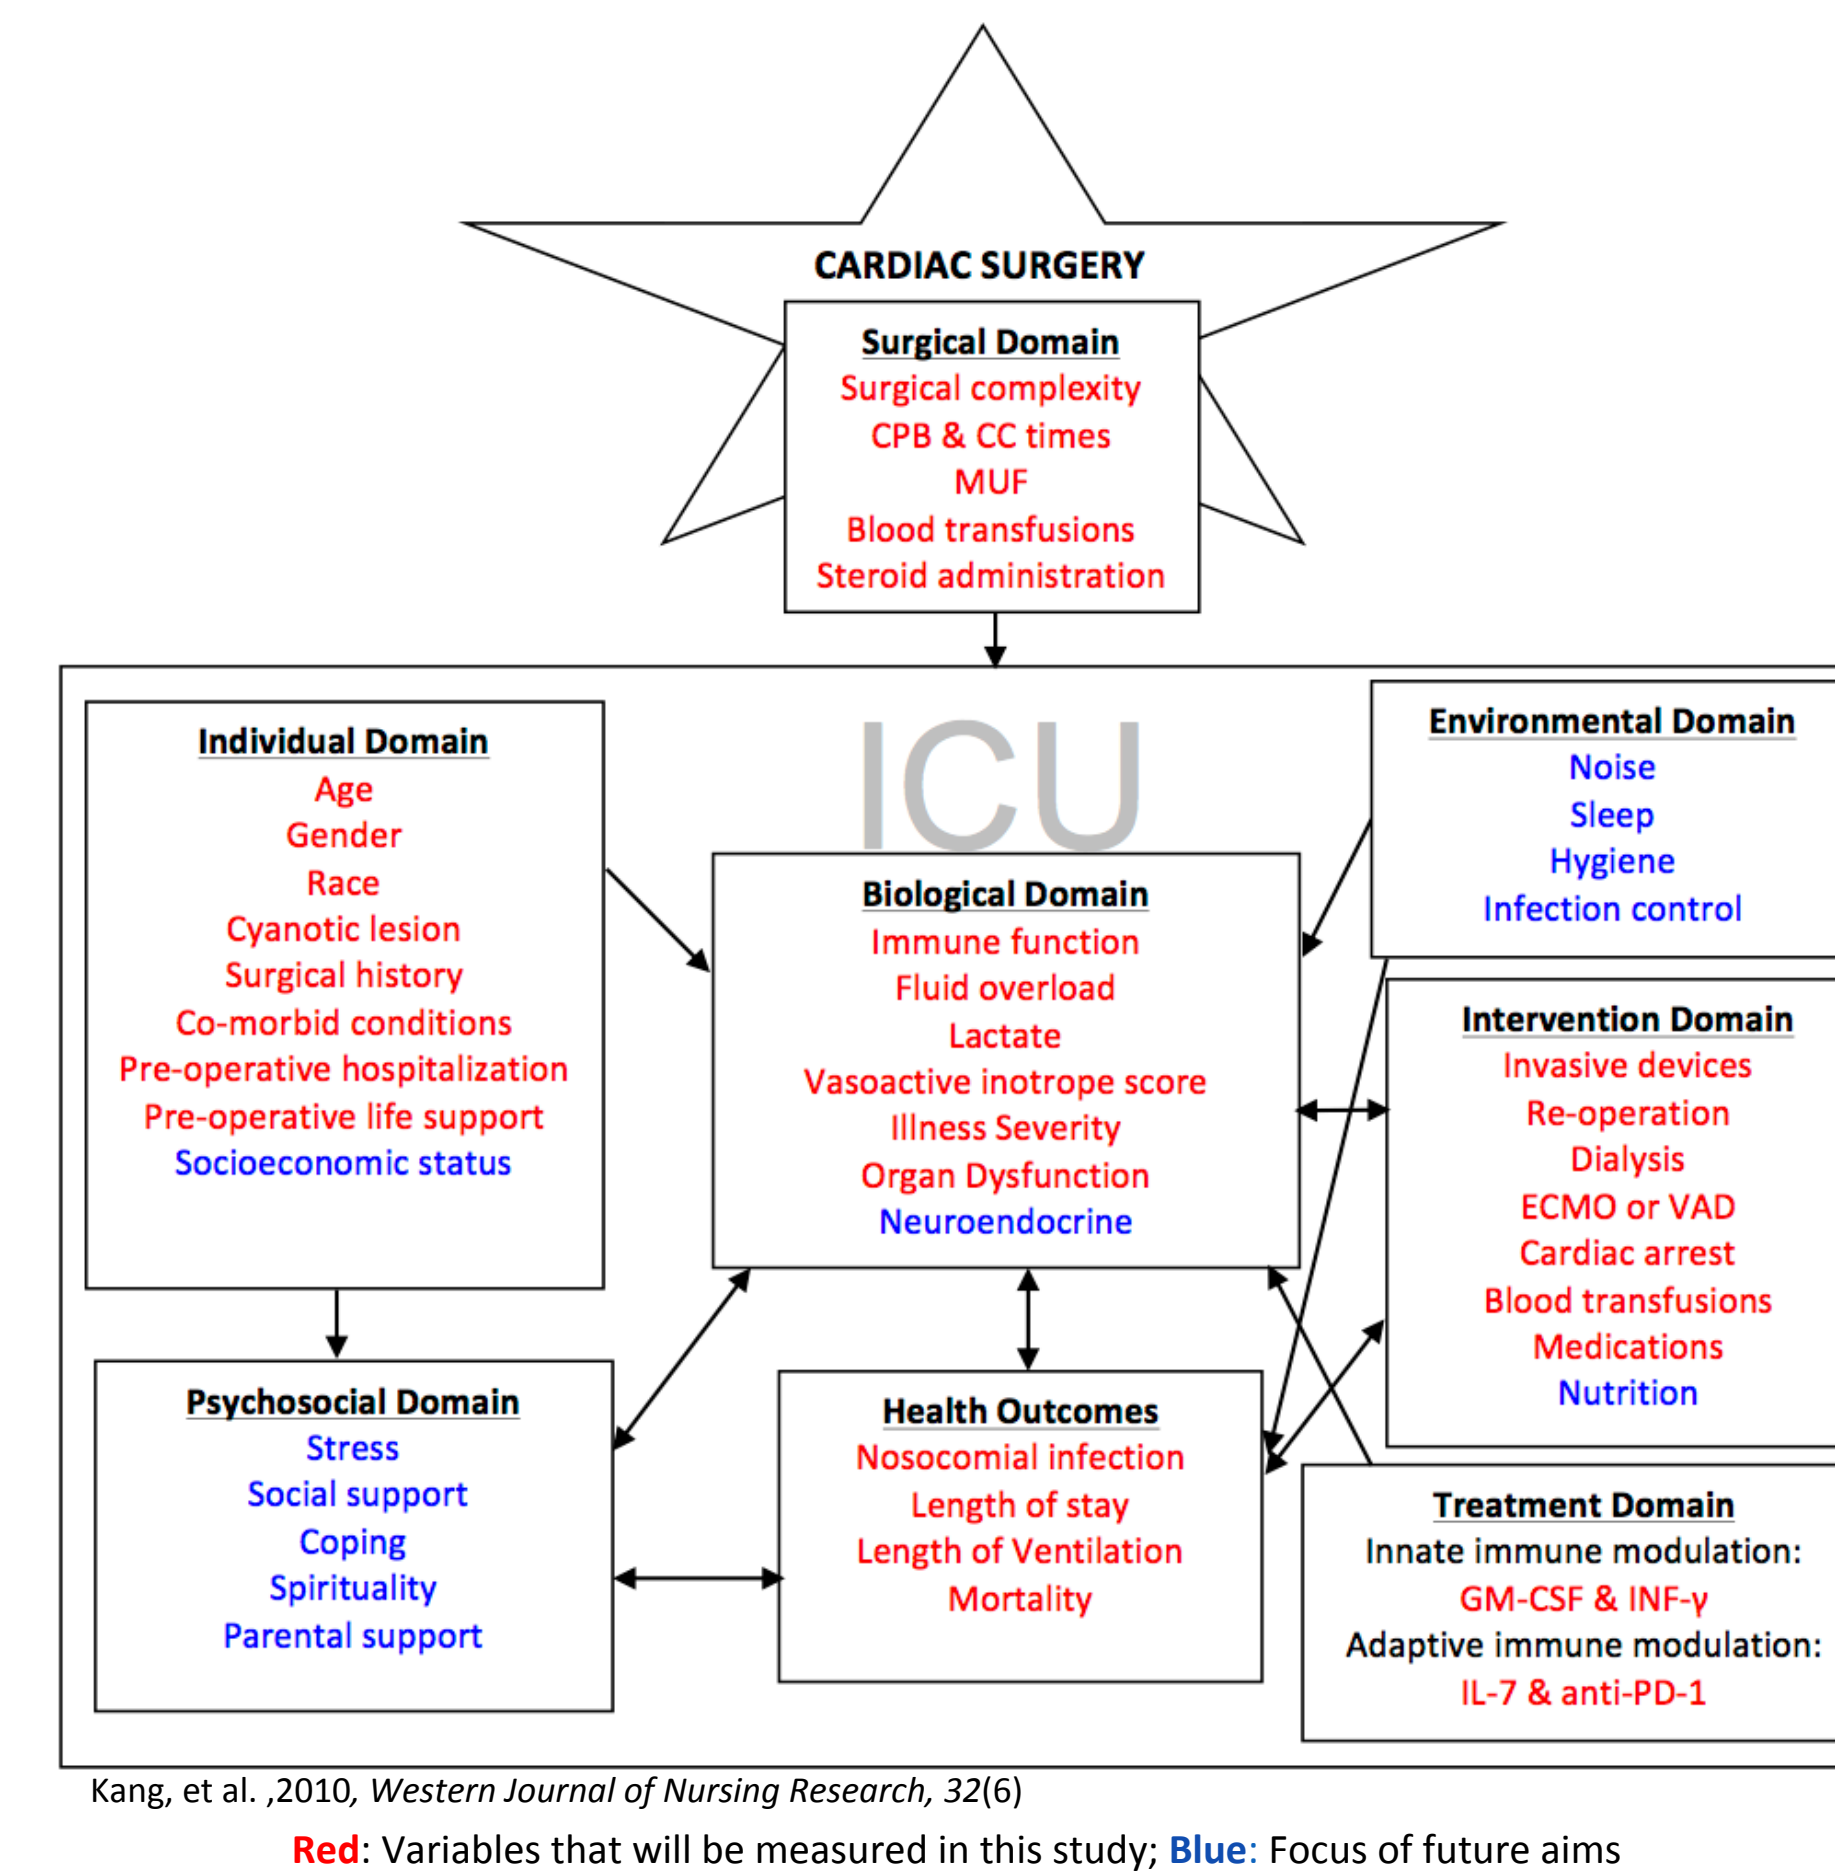 CARDIAC SURGERY
Surgical Domain
Surgical complexity
CPB & CC times
MUF
Blood transfusions
Steroid administration
ICU
Individual Domain
Age
Gender
Race
Cyanotic lesion
Surgical history
Co-morbid conditions
Pre-operative hospitalization
Pre-operative life support
Socioeconomic status
Biological Domain
Immune function
Fluid overload
Lactate
Vasoactive inotrope score
Illness Severity
Organ Dysfunction
Neuroendocrine
Environmental Domain
Noise
Sleep
Hygiene
Infection control
Intervention Domain
Invasive devices
Re-operation
Dialysis
ECMO or VAD
Cardiac arrest
Blood transfusions
Medications
Nutrition
Psychosocial Domain
Stress
Social support
Coping
Spirituality
Parental support
Health Outcomes
Nosocomial infection
Length of stay
Length of Ventilation
Mortality
Treatment Domain
Innate immune modulation:
GM-CSF & INF-γ
Adaptive immune modulation:
IL-7 & anti-PD-1
Kang, et al. ,2010, Western Journal of Nursing Research, 32(6)
Red: Variables that will be measured in this study; Blue: Focus of future aims